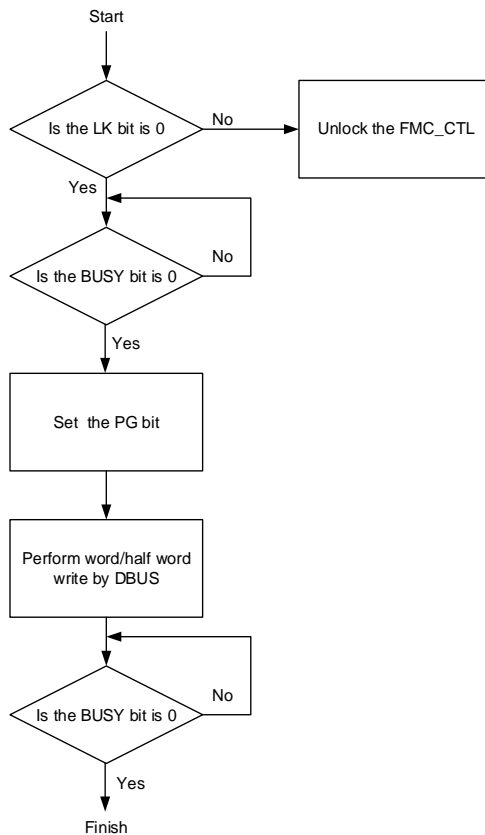 Start
Is the LK bit is 0
No
Unlock the FMC_CTL
Yes
Is the BUSY bit is 0
No
Yes
Set the PG bit
Perform word/half word
write by DBUS
Is the BUSY bit is 0
No
Yes
Finish